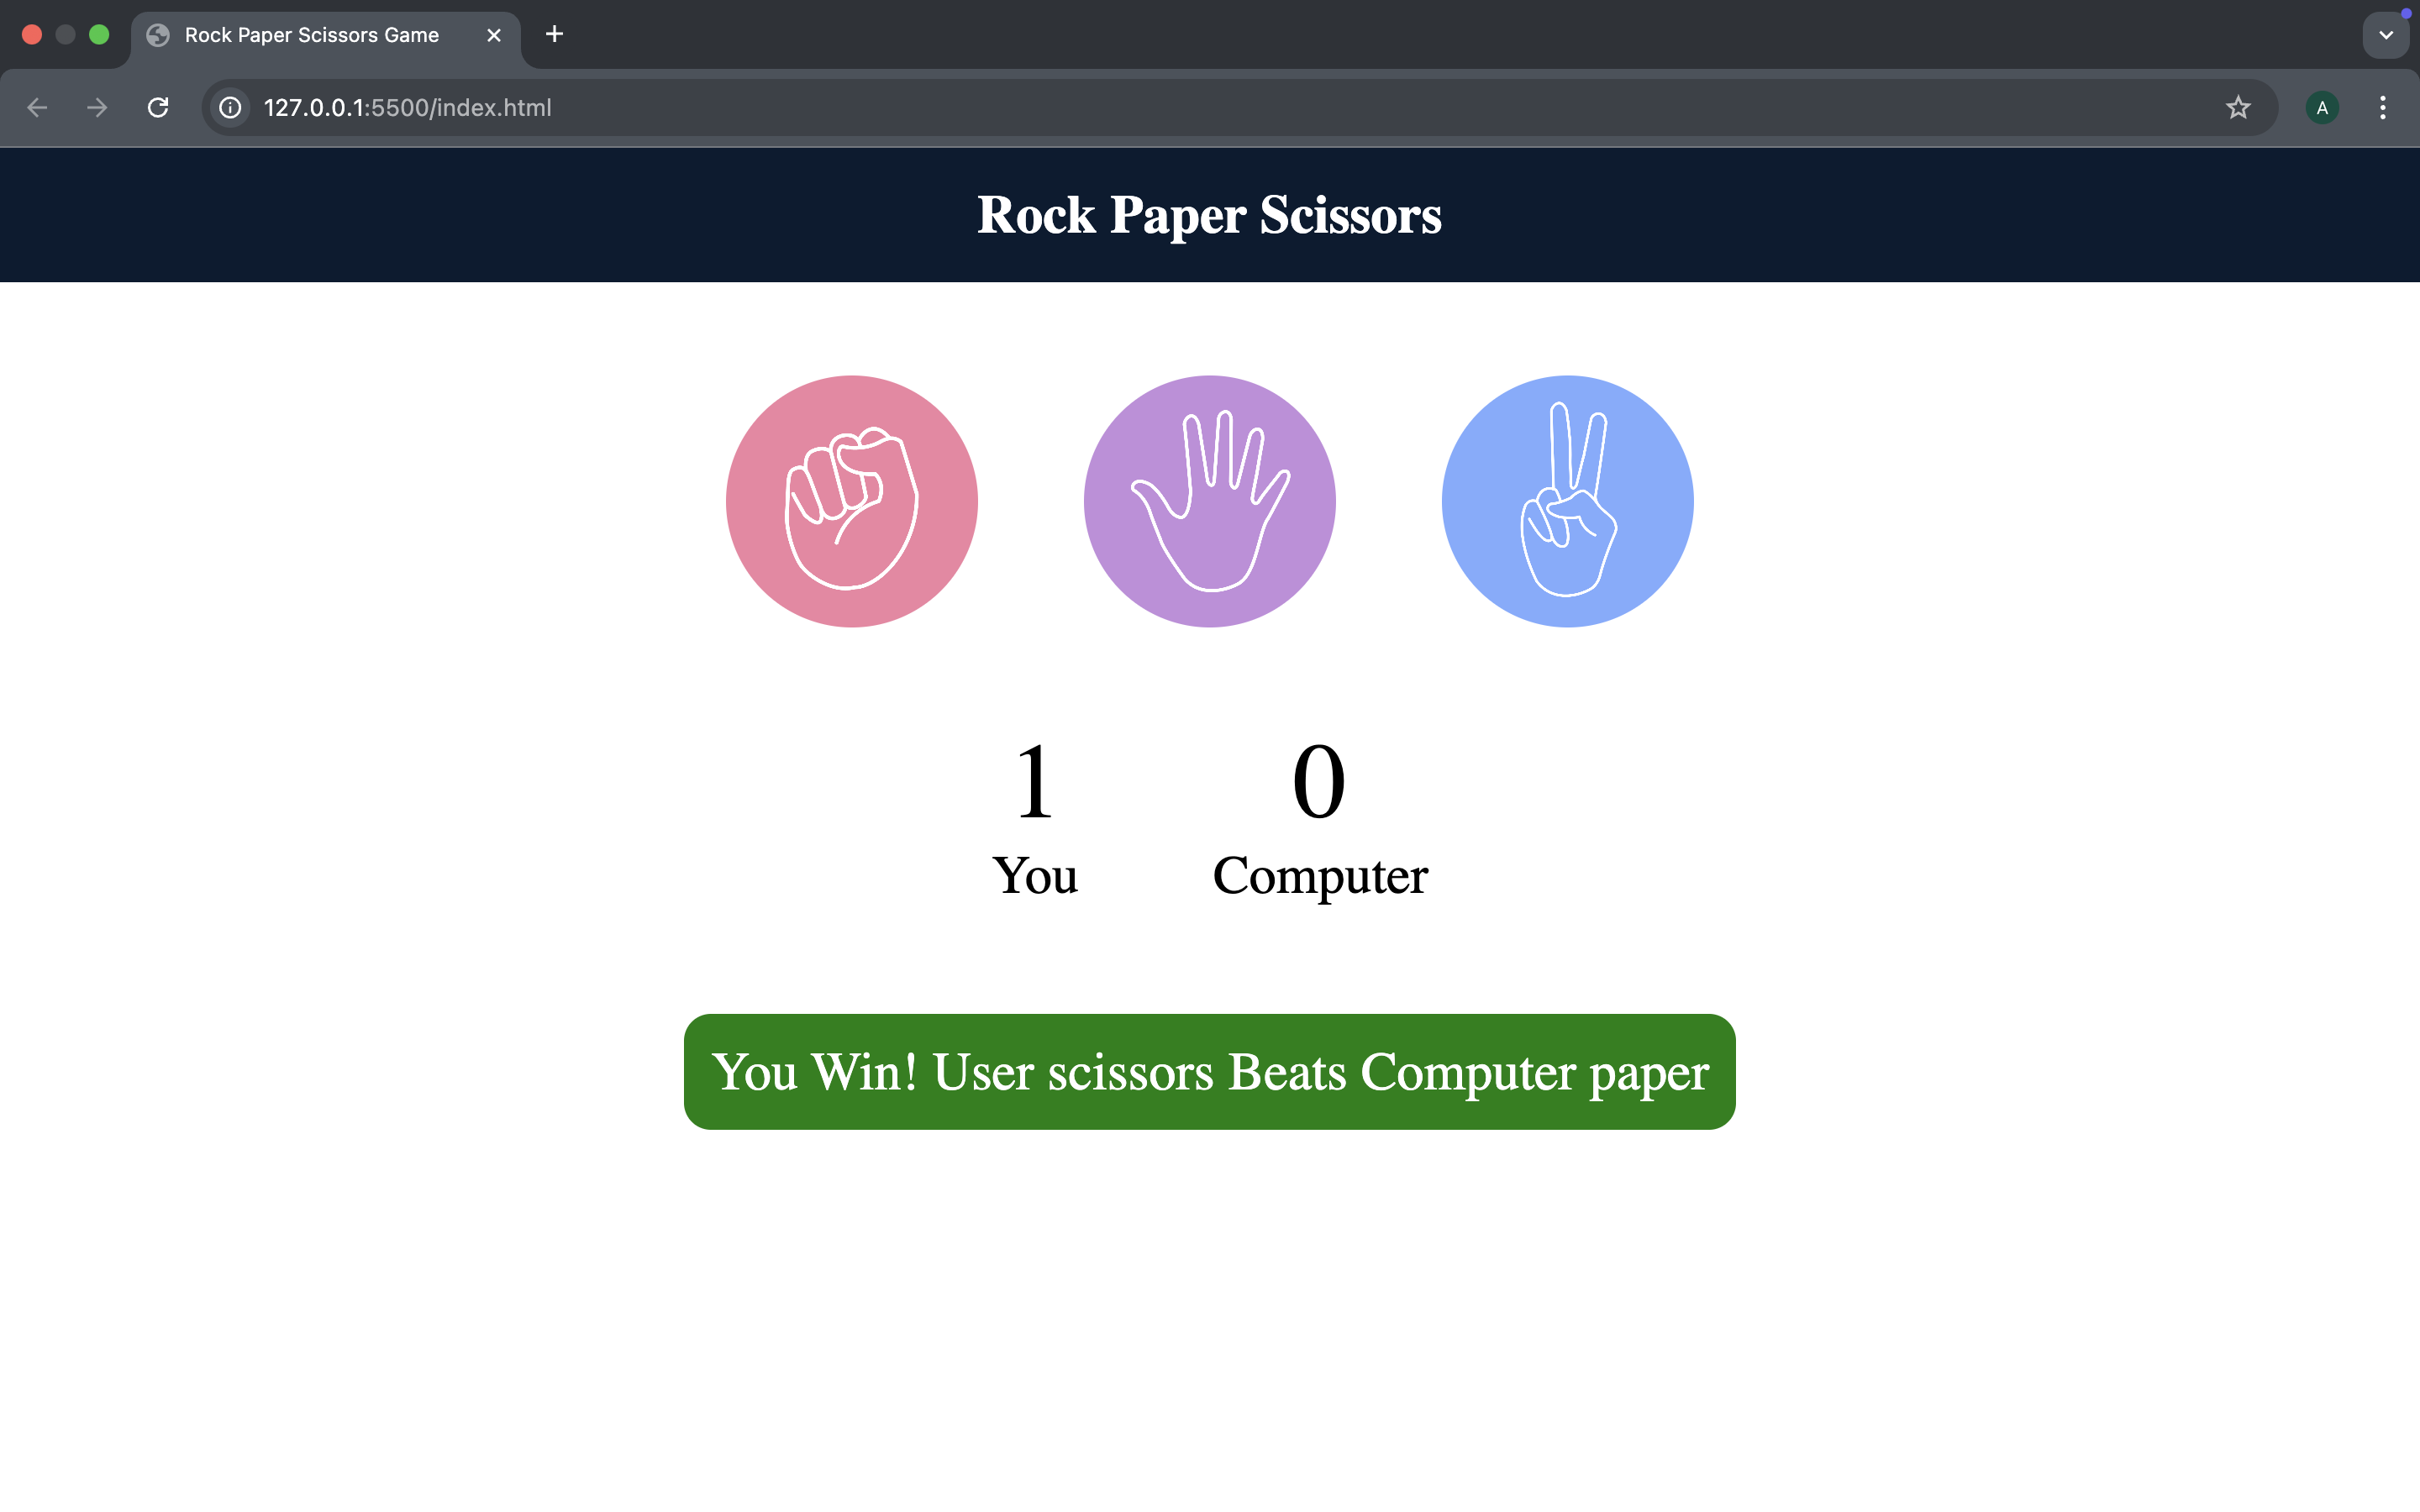 Rock Paper Scissors Game
127.0.0.1:5500/index.html
A
Rock Paper Scissors
1 0
You Computer
You Win! User scissors Beats Computer paper